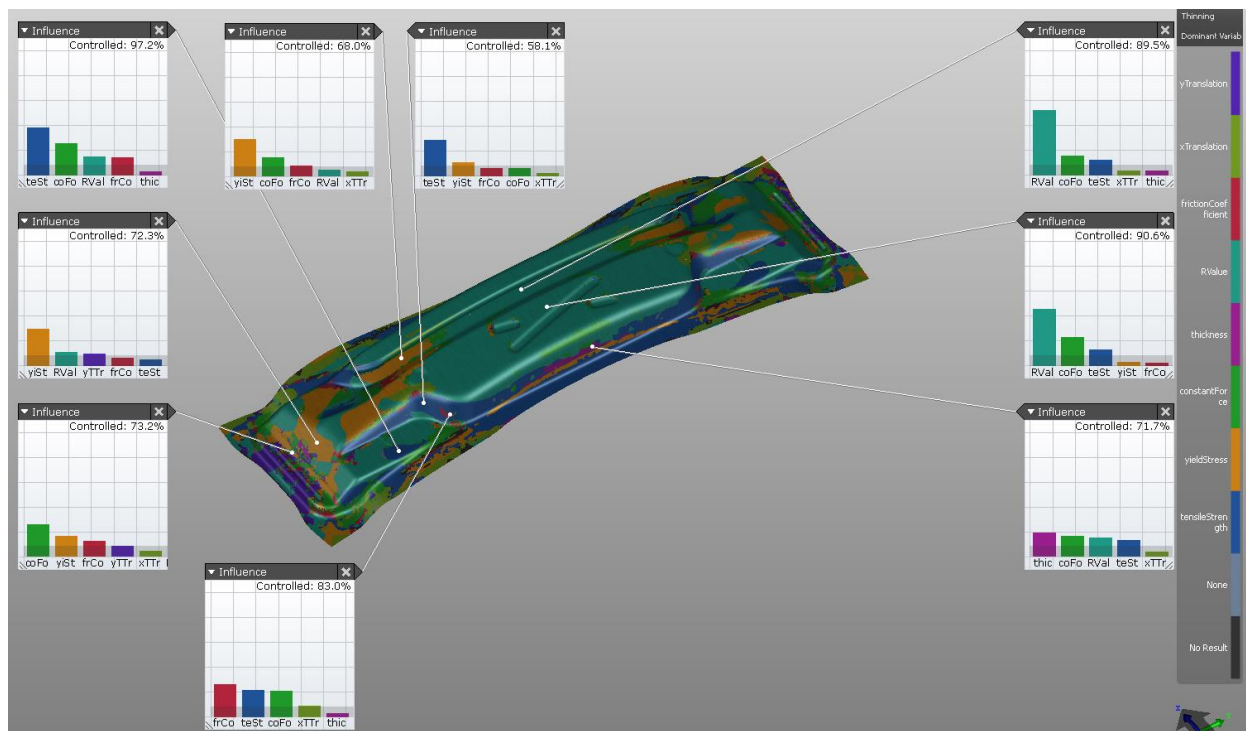 Influence
Controlled: 97.2%
teSt coFo RVal frCo thic
Influence
Controlled: 68.0%
yiSt coFo frCo RVal xTTr
Influence
Controlled: 58.1%
teSt yiSt frCo coFo xTTr
Influence
Controlled: 89.5%
RVal coFo teSt xTTr thic
Influence
Controlled: 72.3%
yiSt RVal yTTr frCo teSt
Influence
Controlled: 90.6%
RVal coFo teSt yiSt frCo
Influence
Controlled: 73.2%
coFo yiSt frCo yTTr xTTr
Influence
Controlled: 71.7%
thic coFo RVal teSt xTTr
Influence
Controlled: 83.0%
frCo teSt coFo xTTr thic
Thinning
Dominant Variab
yTranslation
xTranslation
frictionCoef
ficient
RValue
thickness
constantFor
ce
yieldStress
tensileStren
gth
None
No Result